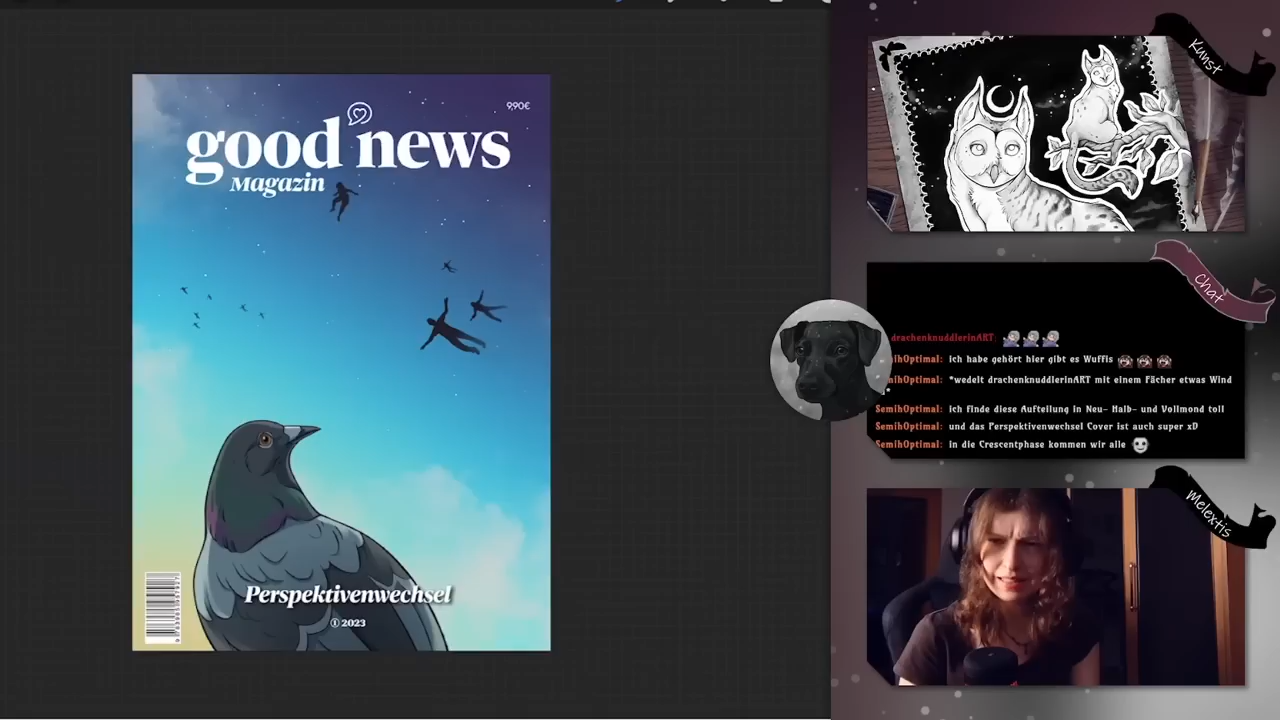 9,90€
good news
Magazin
Perspektivenwechsel
① 2023
Kunst
Chat
drachenknuddlerinART
ihOptimal: ich habe gehört hier gibt es Wuffis
ihOptimal: *wedelt drachenknuddlerinART mit einem Fächer etwas Wind
SemihOptimal: ich finde diese Aufteilung in Neu- Halb- und Vollmond toll
SemihOptimal: und das Perspektivenwechsel Cover ist auch super xD
SemihOptimal: in die Crescentphase kommen wir alle
Melextis